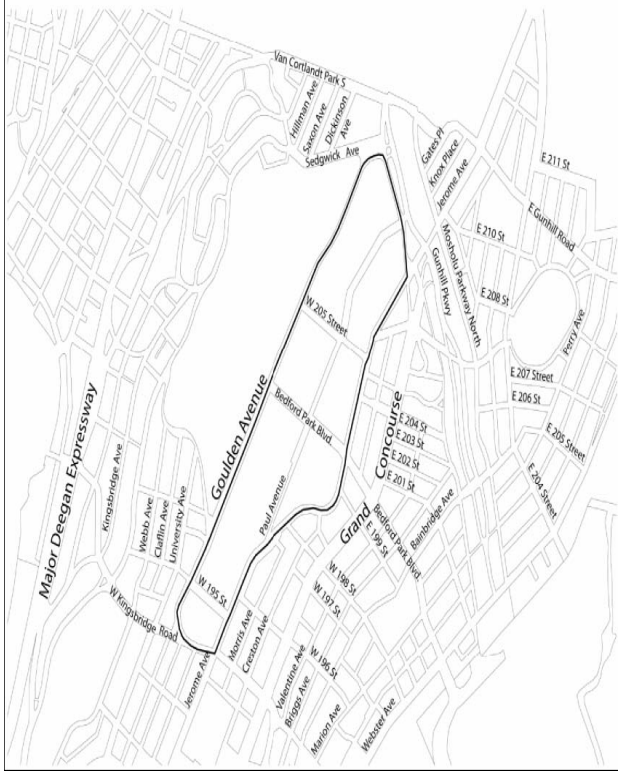 Van Cortlandt Park S
Hillman Ave
Saxon Ave
Dickinson
Ave
Sedgwick Ave
Gates Pl
Knox Place
Jerome Ave
E 211 St
E Gunhill Road
E 210 St
Mosholu Parkway North
Gunhill Pkwy
E 208 St
Perry Ave
W 205 Street
E 207 Street
E 206 St
E 205 Street
E 204 Street
Goulden Avenue
Bedford Park Blvd.
Concourse
E 204 St
E 203 St
E 202 St
E 201 St
Major Deegan Expressway
Kingsbridge Ave
Webb Ave
Claflin Ave
University Ave
Paul Avenue
Grand
E 199 St
Bedford Park Blvd
Bainbridge Ave
W 198 St
W 197 St
W 195 St
W Kingsbridge Road
Jerome Ave
Morris Ave
Creston Ave
W 196 St
Valentine Ave
Briggs Ave
Marion Ave
Webster Ave